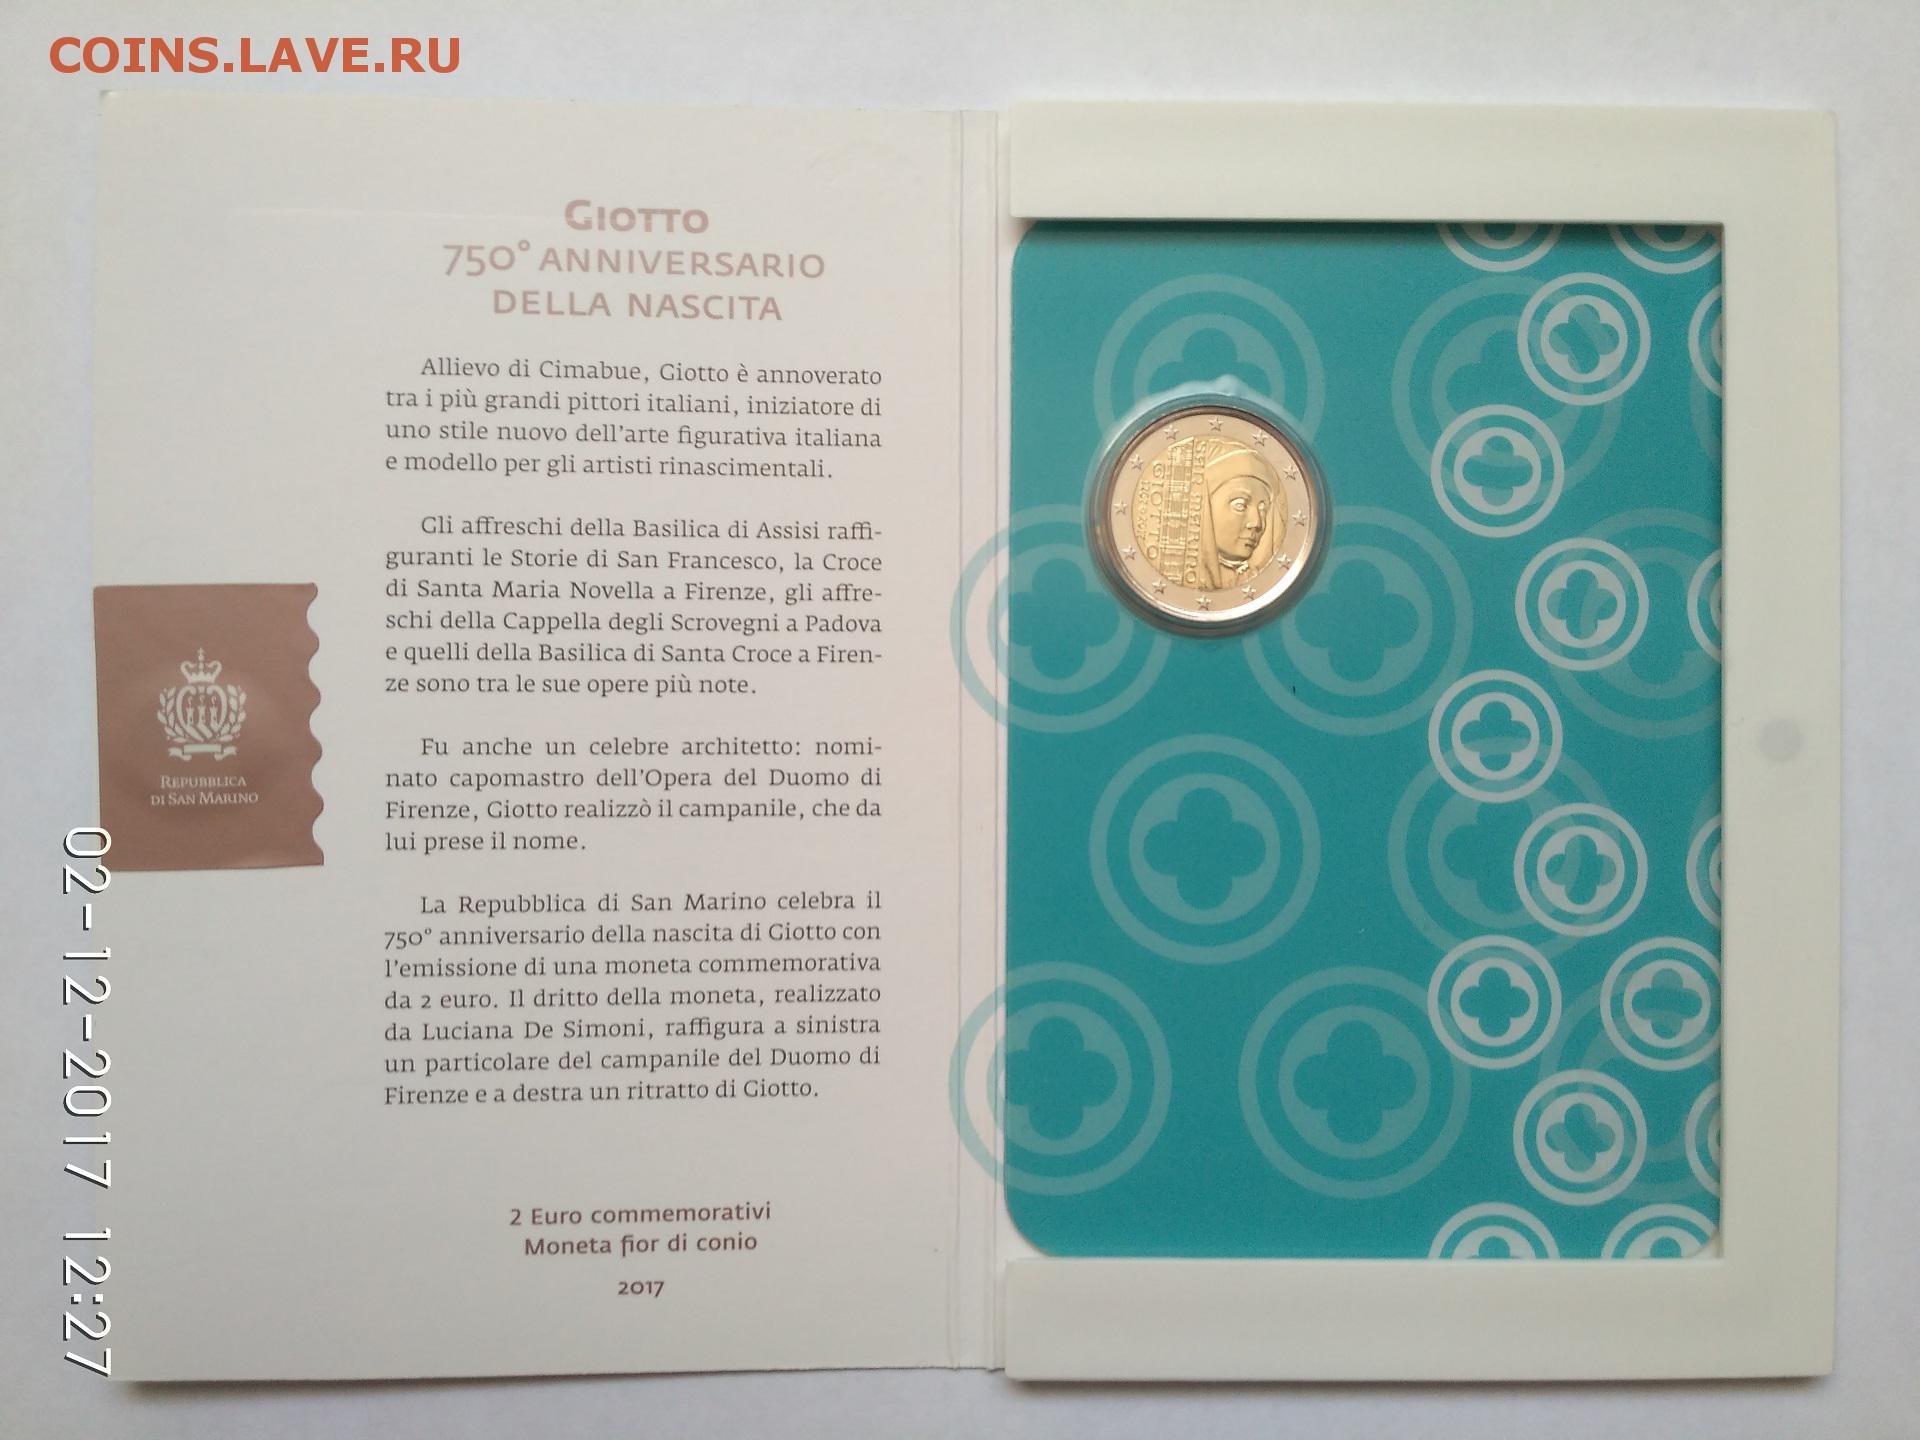 COINS.LAVE.RU
GIOTTO
750° ANNIVERSARIO
DELLA NASCITA
Allievo di Cimabue, Giotto è annoverato
tra i più grandi pittori italiani, iniziatore di
uno stile nuovo dell'arte figurativa italiana
e modello per gli artisti rinascimentali.
Gli affreschi della Basilica di Assisi raffi-
guranti le Storie di San Francesco, la Croce
di Santa Maria Novella a Firenze, gli affre-
schi della Cappella degli Scrovegni a Padova
e quelli della Basilica di Santa Croce a Firen-
ze sono tra le sue opere più note.
Fu anche un celebre architetto: nomi-
nato capomastro dell'Opera del Duomo di
Firenze, Giotto realizzò il campanile, che da
lui prese il nome.
La Repubblica di San Marino celebra il
750° anniversario della nascita di Giotto con
l'emissione di una moneta commemorativa
da 2 euro. Il dritto della moneta, realizzato
da Luciana De Simoni, raffigura a sinistra
un particolare del campanile del Duomo di
Firenze e a destra un ritratto di Giotto.
2 Euro commemorativi
Moneta fior di conio
2017
REPUBBLICA
DI SAN MARINO
SAN MARINO
GIOTTO
02-12-2017 12:27